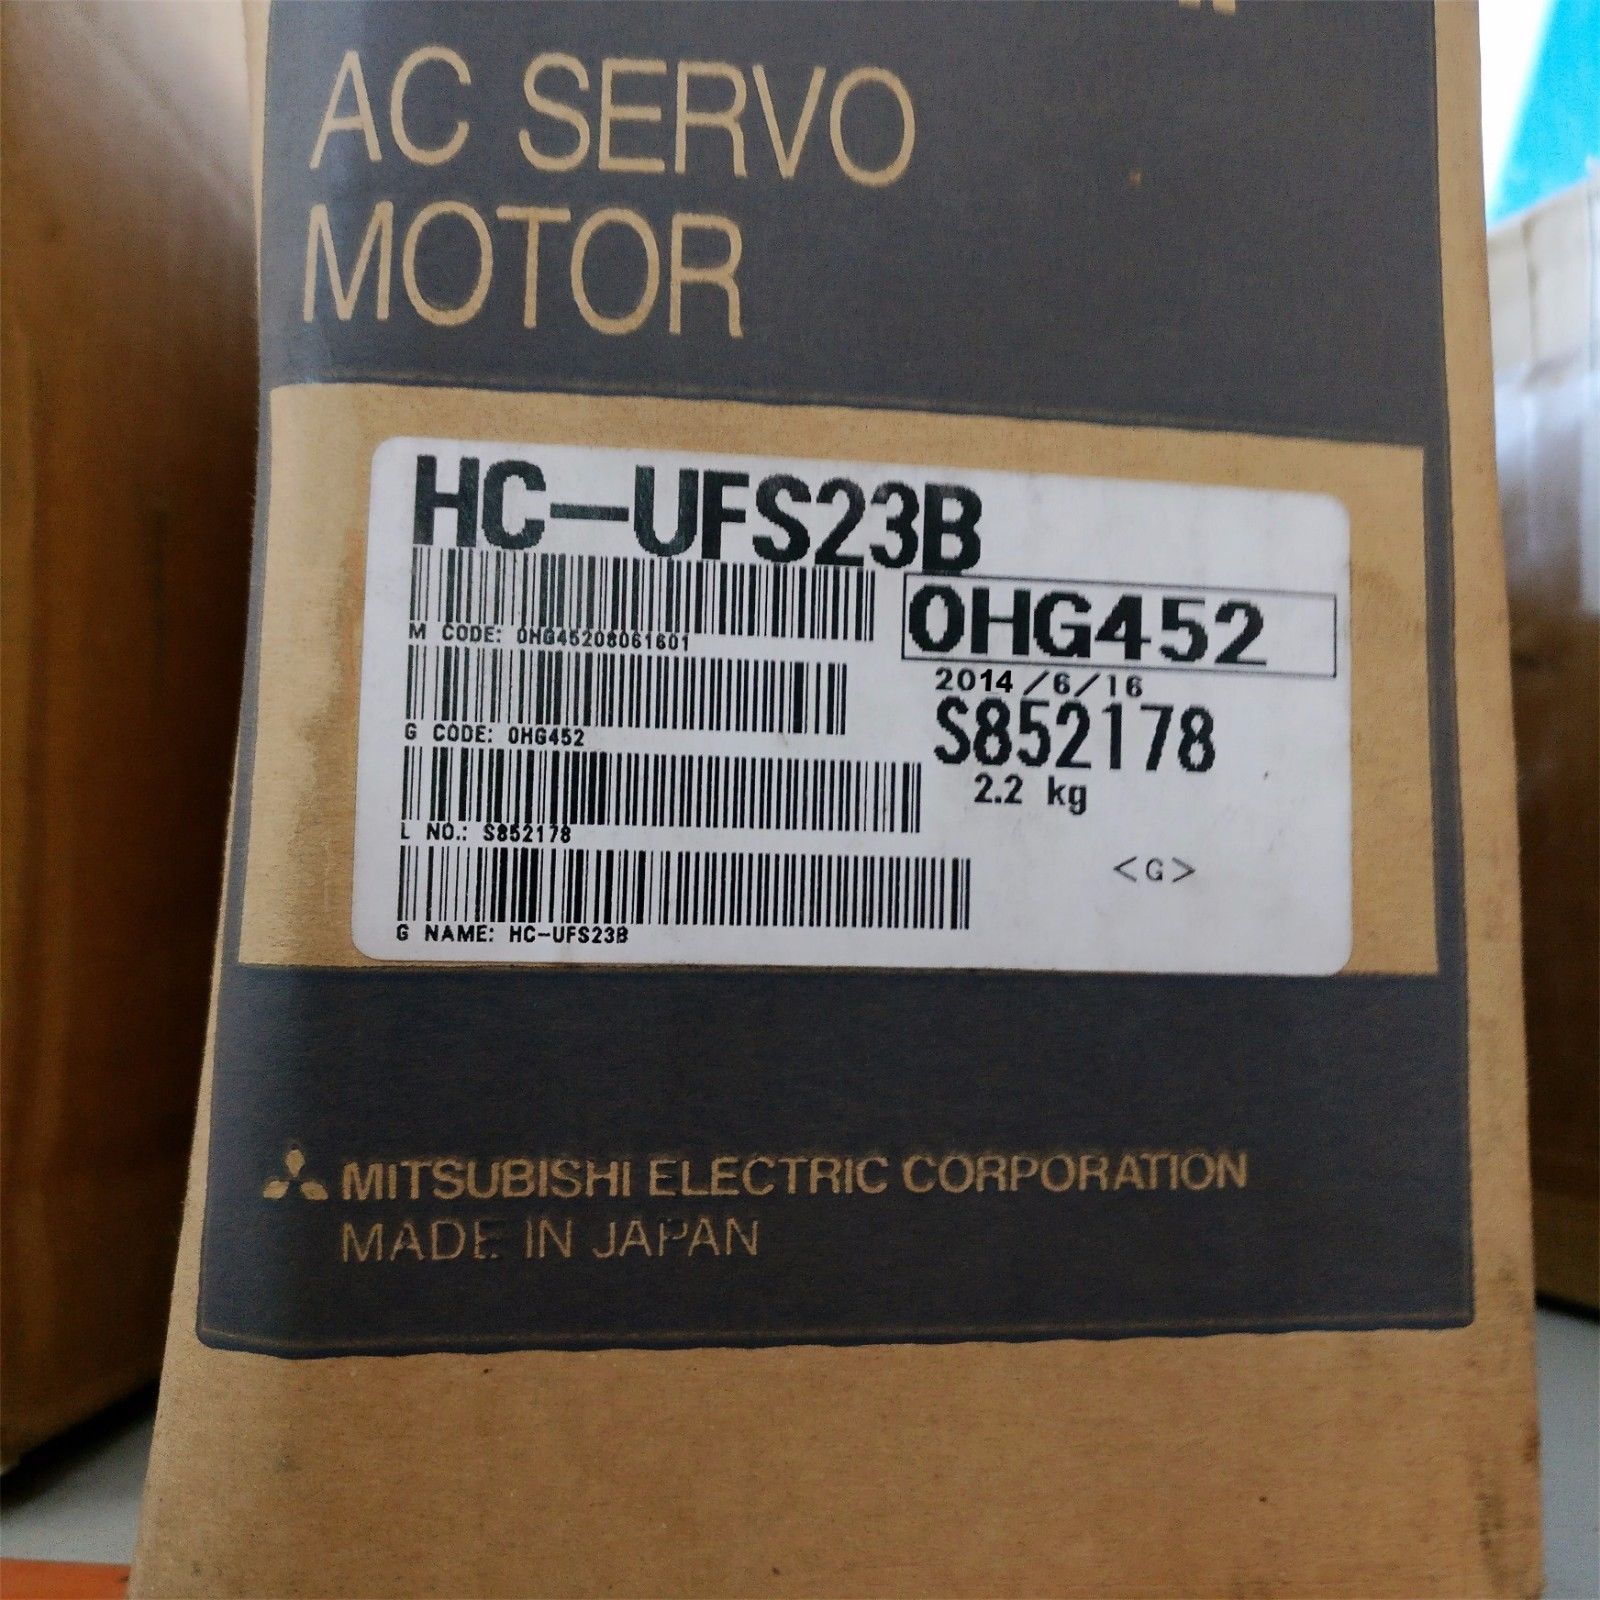 AC SERVO
MOTOR
HC-UFS23B
M CODE: 0HG45208061601
0HG452
2014/6/16
G CODE: 0HG452
S852178
2.2 kg
L NO.: S852178
<G>
G NAME: HC-UFS23B
MITSUBISHI ELECTRIC CORPORATION
MADE IN JAPAN